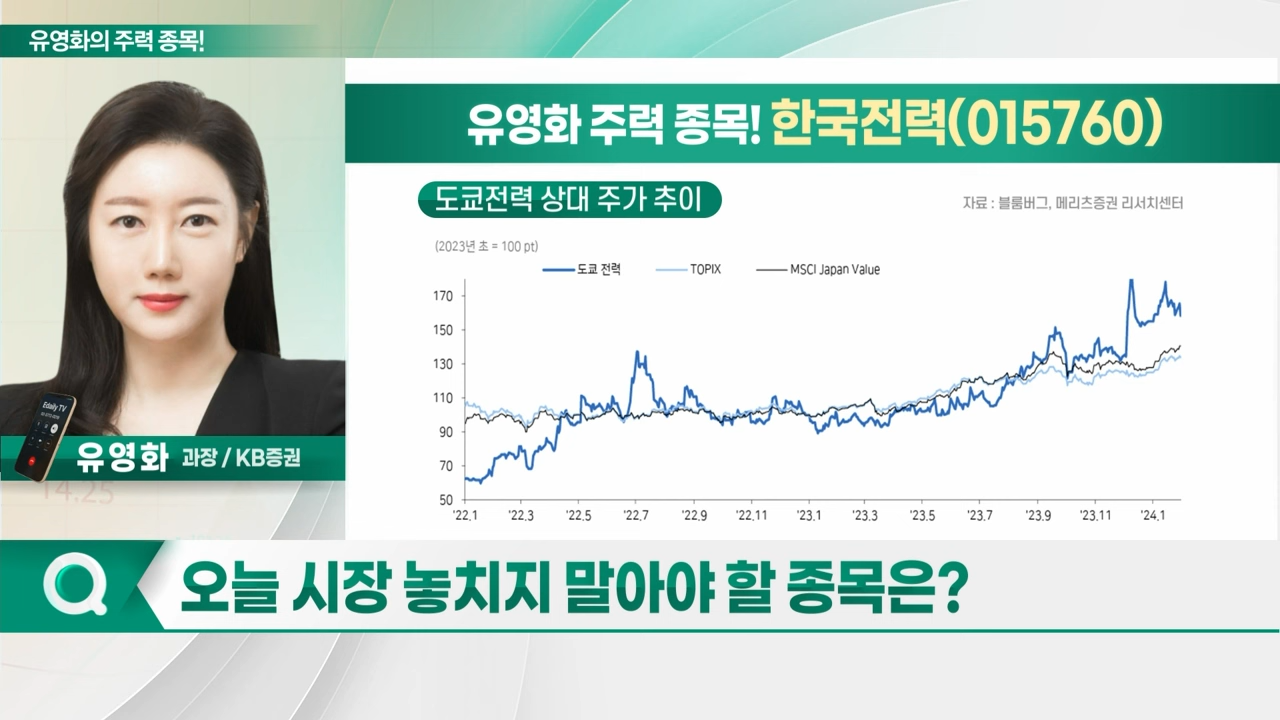 유영화의 주력 종목!
유영화 주력 종목! 한국전력(015760)
도쿄전력 상대 주가 추이
자료 : 블룸버그, 메리츠증권 리서치센터
(2023년 초 = 100 pt)
도쿄 전력 TOPIX MSCI Japan Value
170
150
130
110
90
70
50
'22.1 '22.3 '22.5 '22.7 '22.9 '22.11 '23.1 '23.3 '23.5 '23.7 '23.9 '23.11 '24.1
Edaily TV
유영화 과장 / KB증권
14.25
오늘 시장 놓치지 말아야 할 종목은?